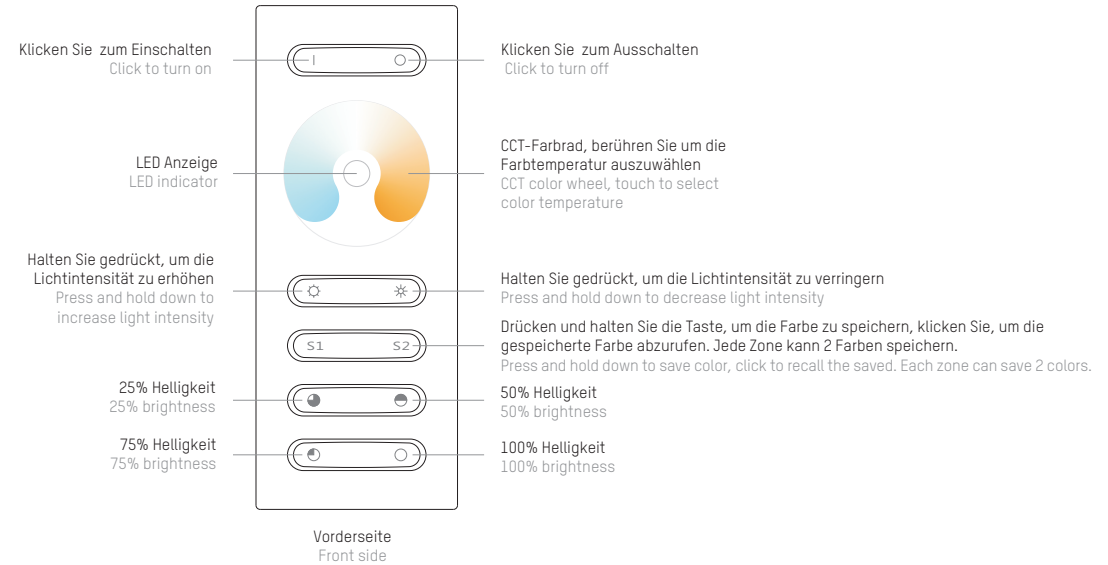 Klicken Sie  zum Einschalten
Click to turn on
Klicken Sie  zum Ausschalten
Click to turn off
LED Anzeige
LED indicator
CCT-Farbrad, berühren Sie um die
Farbtemperatur auszuwählen
CCT color wheel, touch to select
color temperature
Halten Sie gedrückt, um die
Lichtintensität zu erhöhen
Press and hold down to
increase light intensity
Halten Sie gedrückt, um die Lichtintensität zu verringern
Press and hold down to decrease light intensity
S1 S2
Drücken und halten Sie die Taste, um die Farbe zu speichern, klicken Sie, um die
gespeicherte Farbe abzurufen. Jede Zone kann 2 Farben speichern.
Press and hold down to save color, click to recall the saved. Each zone can save 2 colors.
25% Helligkeit
25% brightness
50% Helligkeit
50% brightness
75% Helligkeit
75% brightness
100% Helligkeit
100% brightness
Vorderseite
Front side